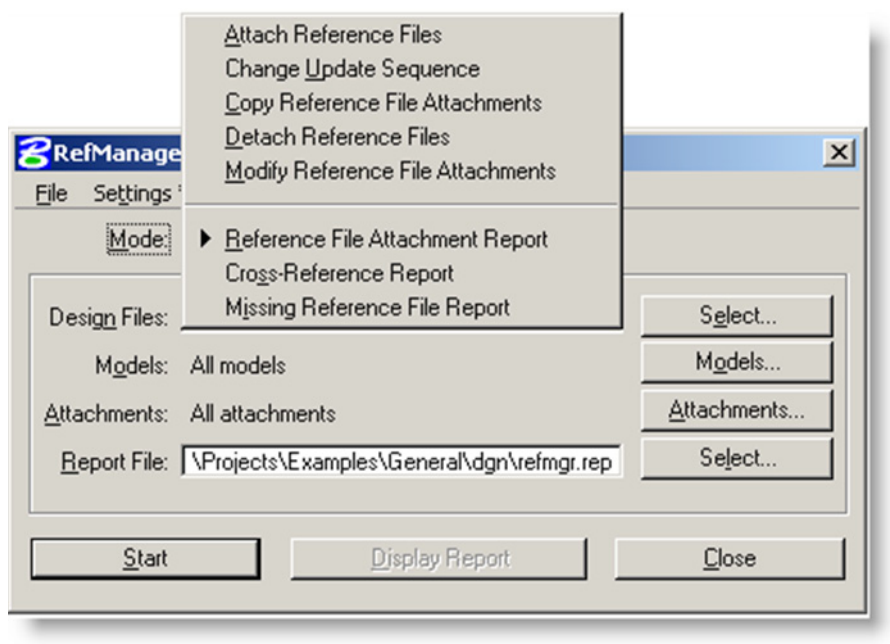 Attach Reference Files
Change Update Sequence
Copy Reference File Attachments
Detach Reference Files
Modify Reference File Attachments
Reference File Attachment Report
Cross-Reference Report
Missing Reference File Report
RefManage
File Settings
Mode:
Design Files: Select...
Models: All models Models...
Attachments: All attachments Attachments...
Report File: \Projects\Examples\General\dgn\refmgr.rep Select...
Start Display Report Close